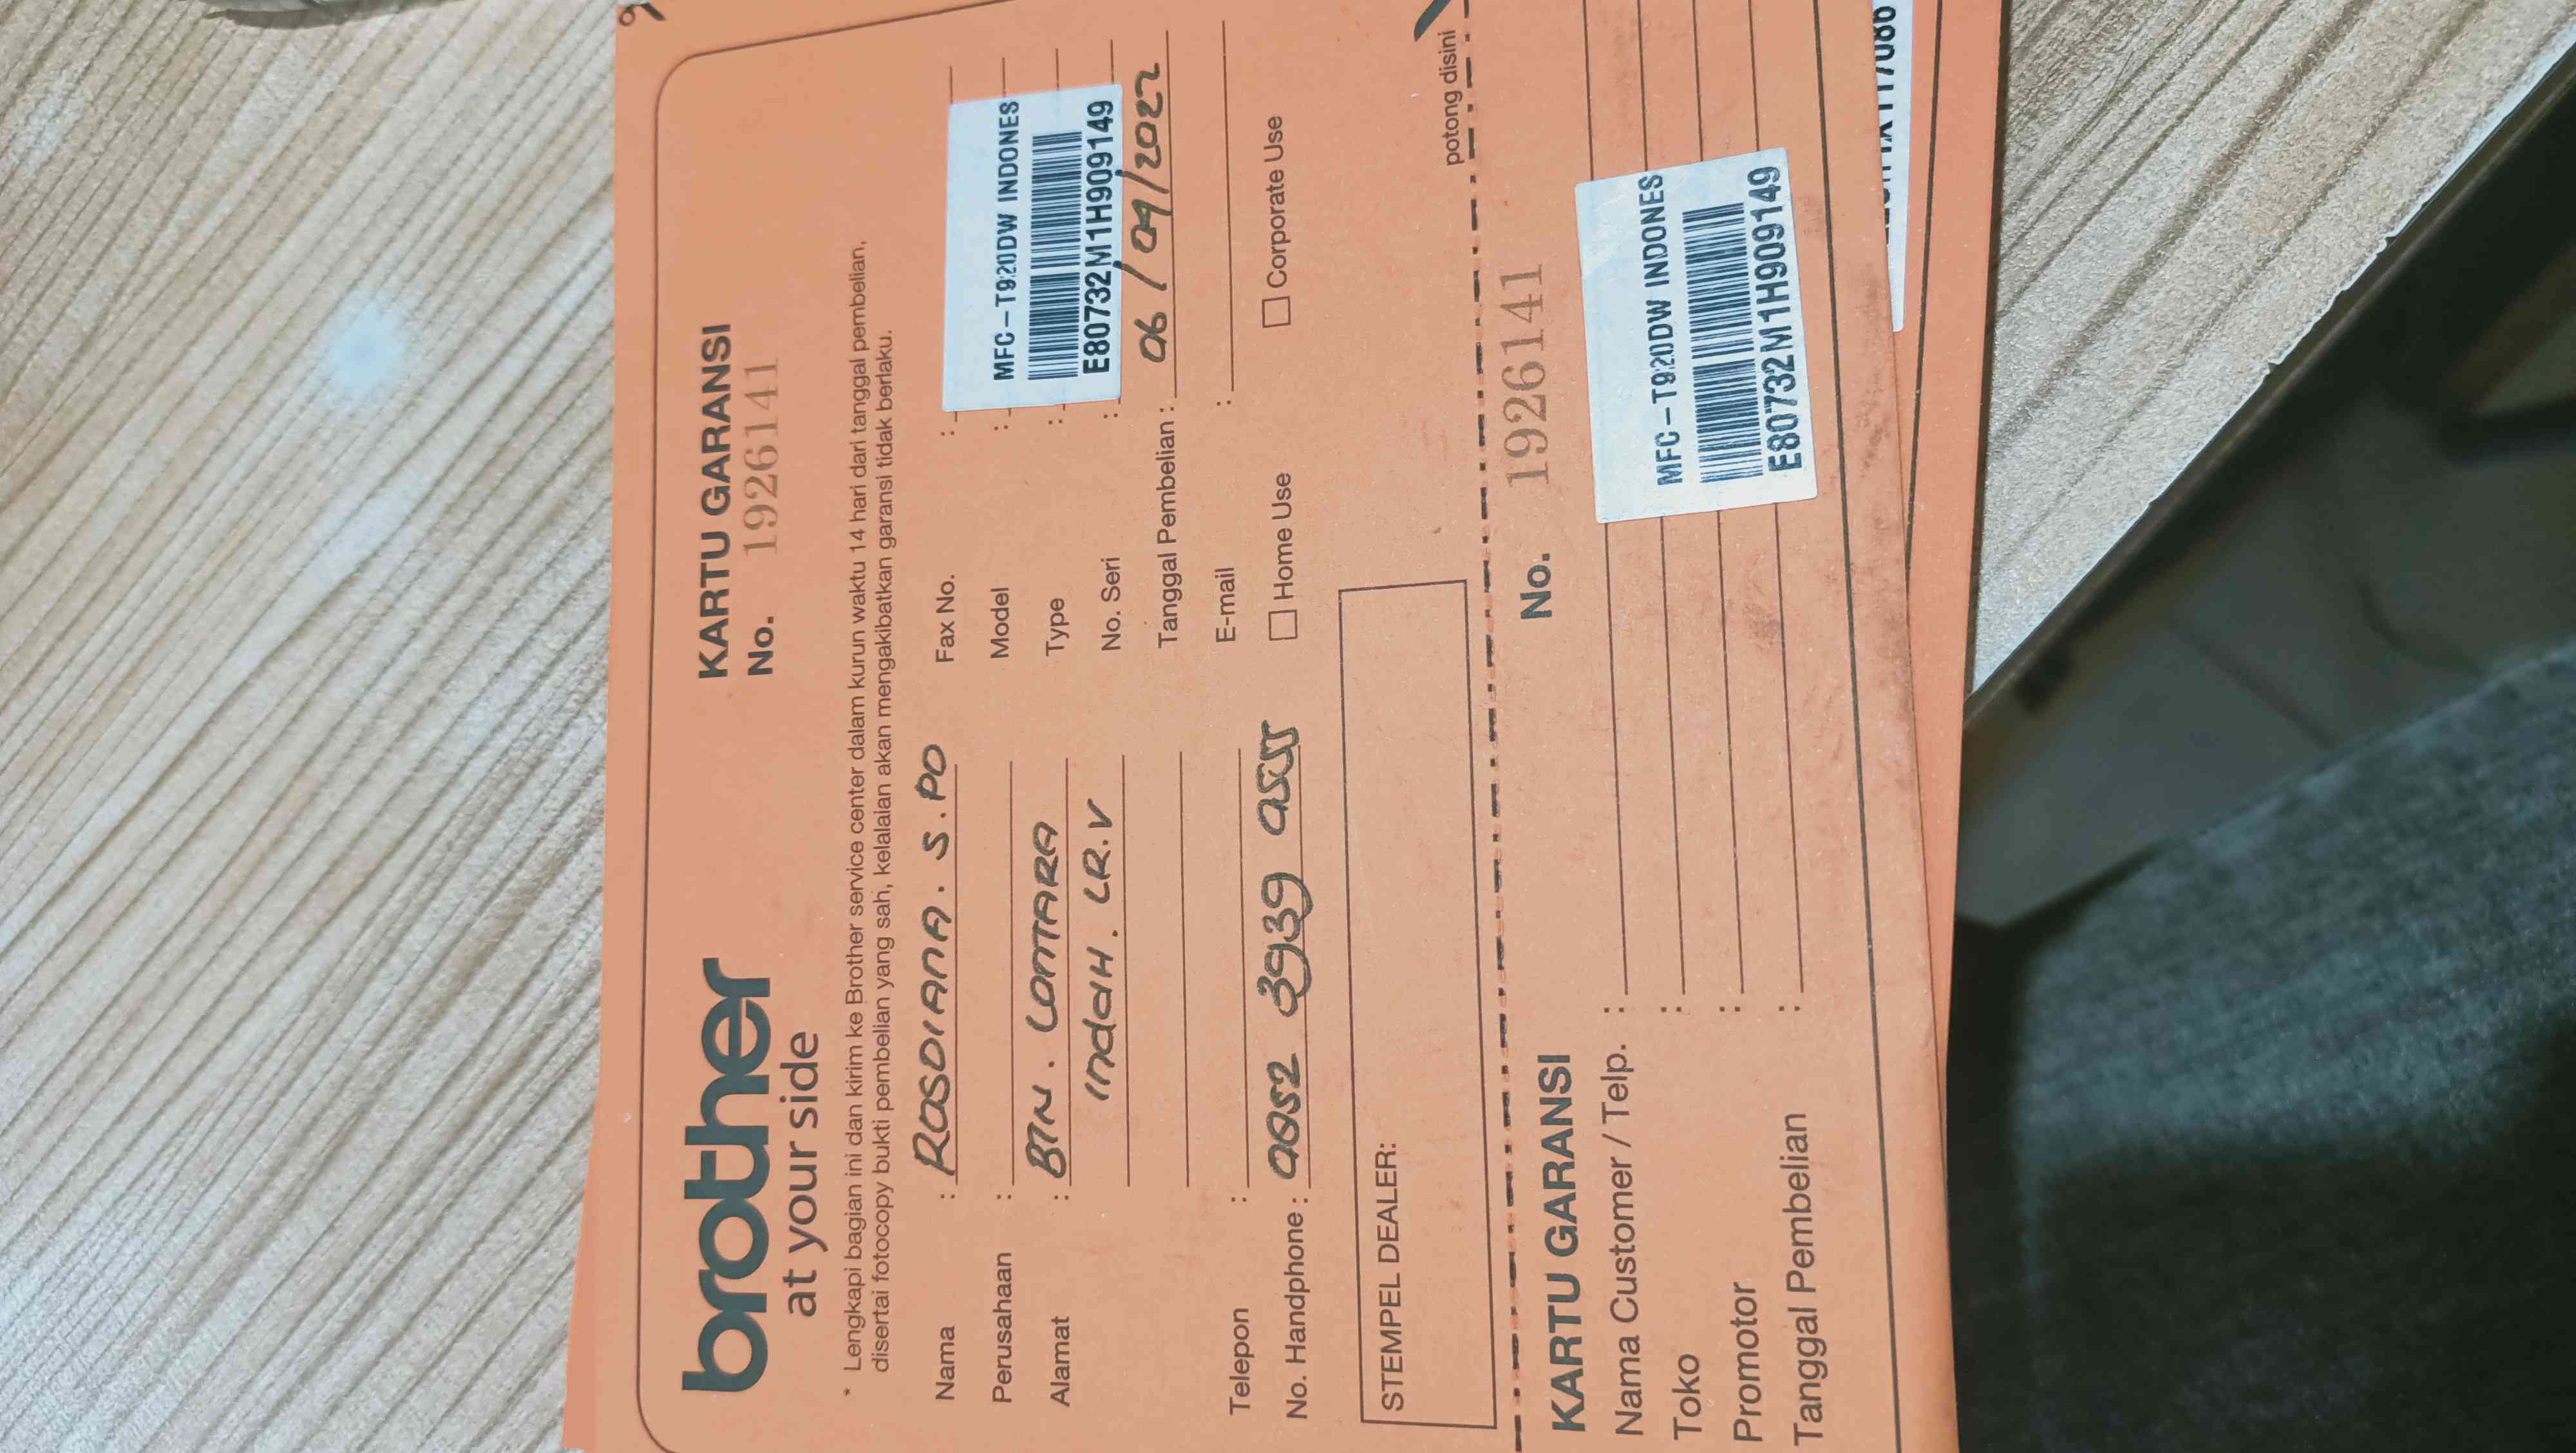 brother
at your side
KARTU GARANSI
No. 1926141
* Lengkapi bagian ini dan kirim ke Brother service center dalam kurun waktu 14 hari dari tanggal pembelian,
disertai fotocopy bukti pembelian yang sah, kelalaian akan mengakibatkan garansi tidak berlaku.
Nama : ROSDIANA. S.PD
Perusahaan :
Alamat : BTN. LONTARA
INDAH. LR.V
Telepon :
No. Handphone : 0852 3939 0555
Fax No. :
Model :
Type :
No. Seri :
MFC-T920DW INDONES
E80732M1H909149
Tanggal Pembelian : 06/09/2022
E-mail :
Home Use
Corporate Use
STEMPEL DEALER:
potong disini
KARTU GARANSI
No. 1926141
Nama Customer / Telp. :
Toko :
Promotor :
Tanggal Pembelian :
MFC-T920DW INDONES
E80732M1H909149